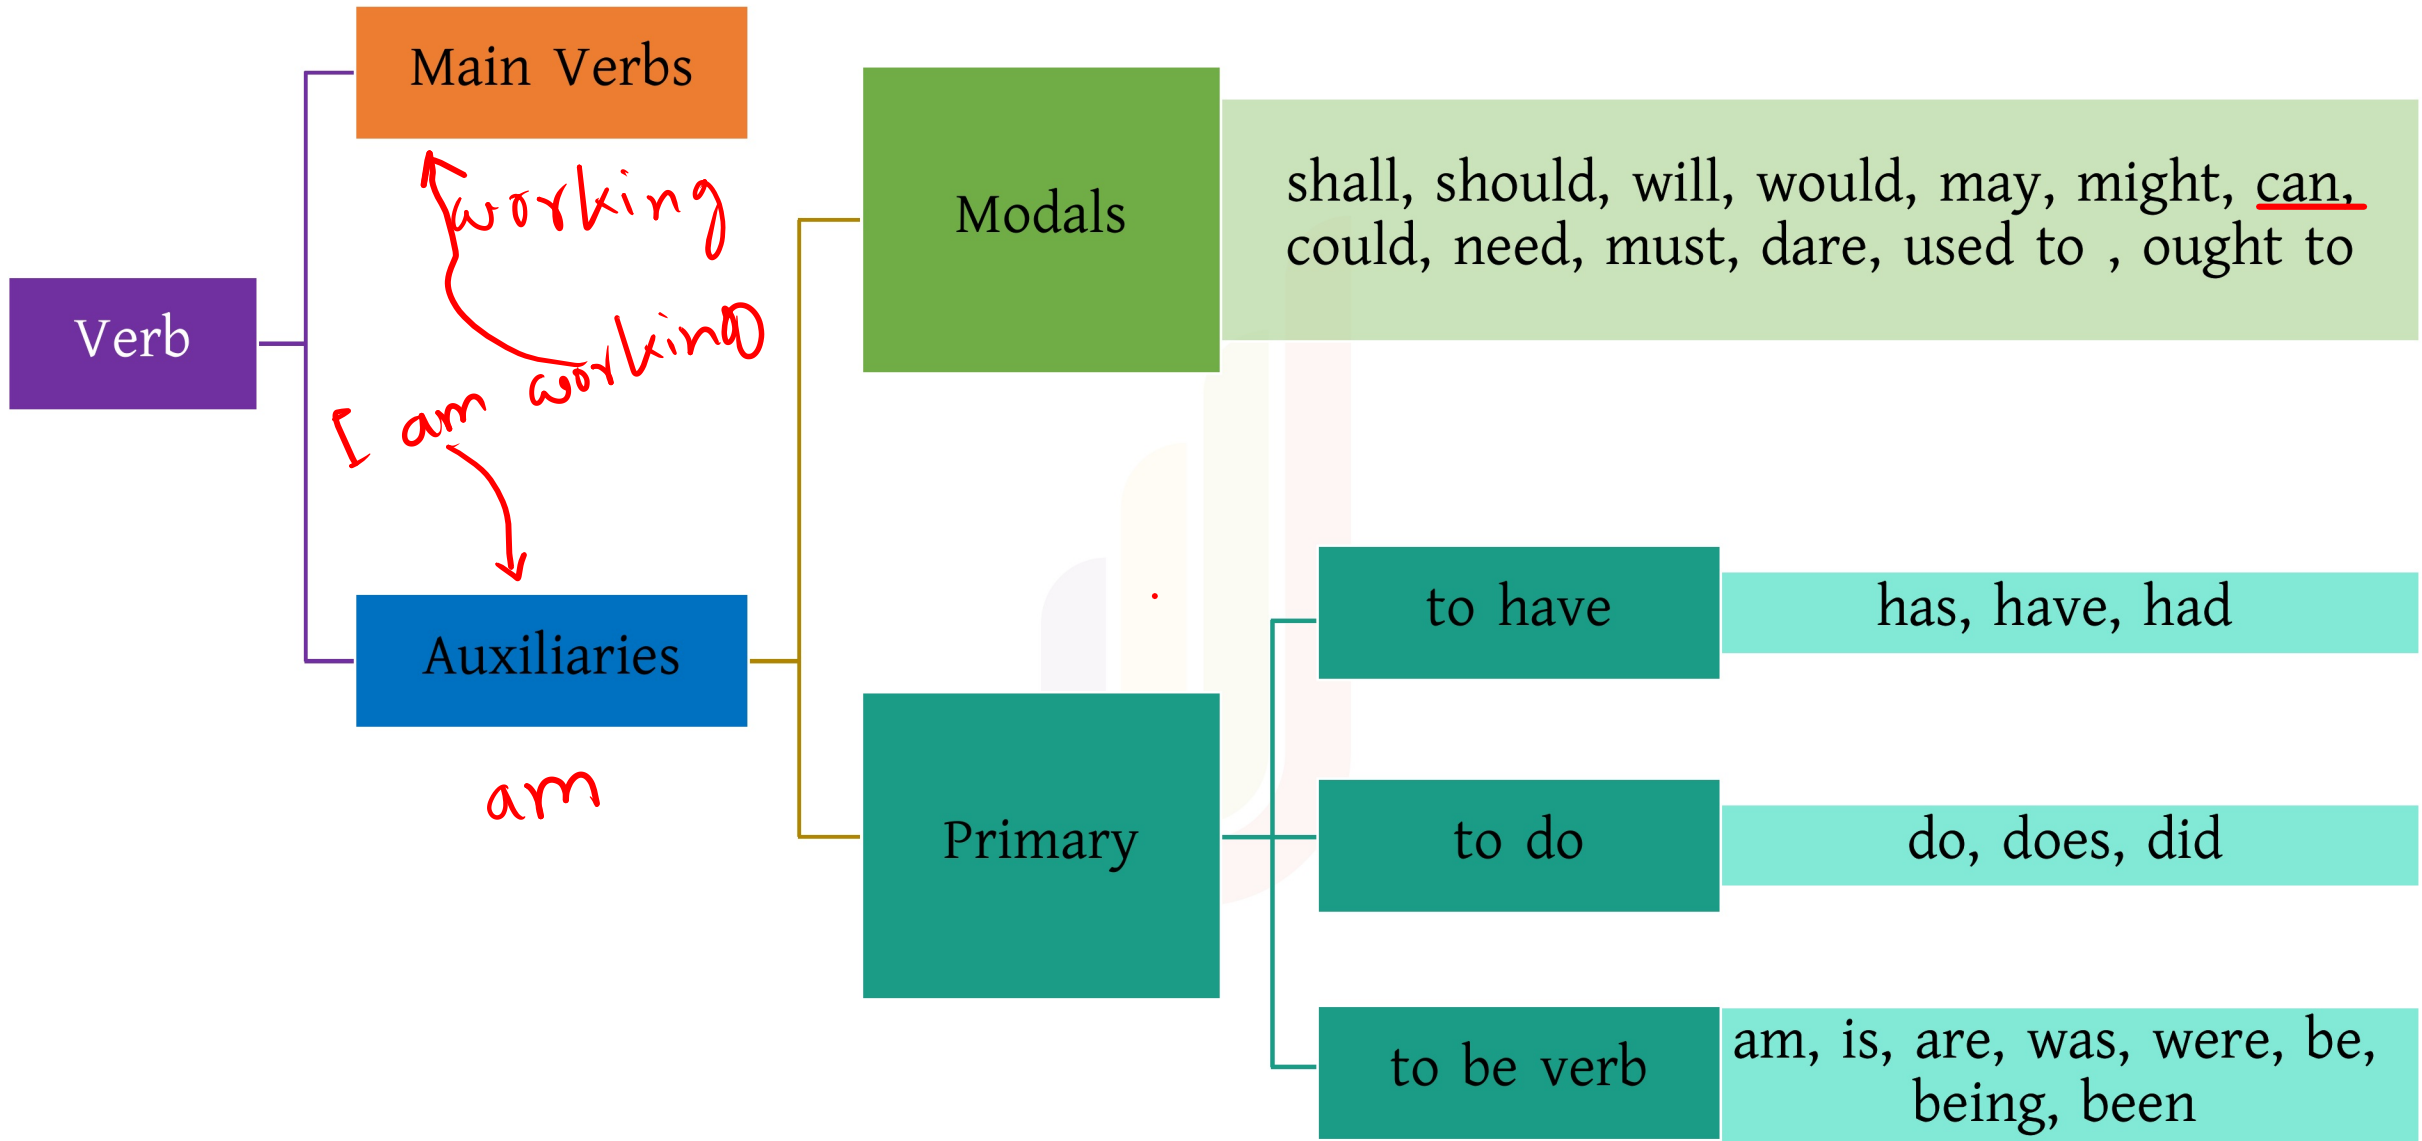 Verb
Main Verbs
working
I am working
Auxiliaries
am
Modals
shall, should, will, would, may, might, can,
could, need, must, dare, used to , ought to
Primary
to have
has, have, had
to do
do, does, did
to be verb
am, is, are, was, were, be,
being, been